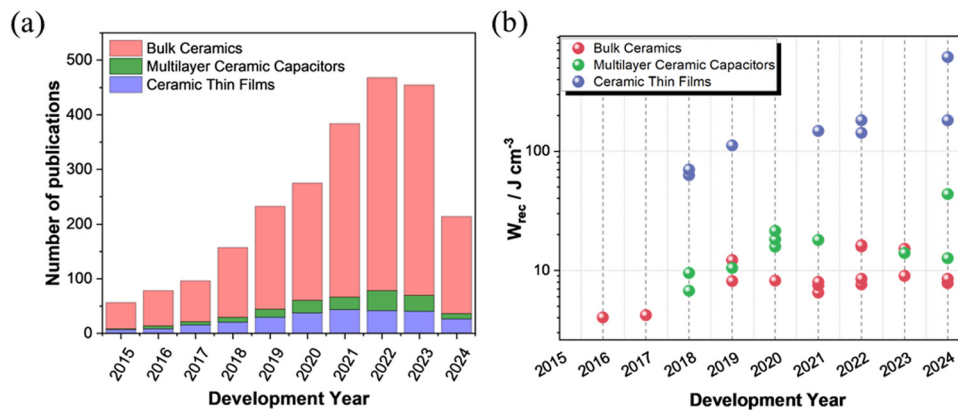 (a)
Number of publications
500
400
300
200
100
0
Bulk Ceramics
Multilayer Ceramic Capacitors
Ceramic Thin Films
2015
2016
2017
2018
2019
2020
2021
2022
2023
2024
Development Year
(b)
W_rec / J cm⁻³
100
10
Bulk Ceramics
Multilayer Ceramic Capacitors
Ceramic Thin Films
2015
2016
2017
2018
2019
2020
2021
2022
2023
2024
Development Year